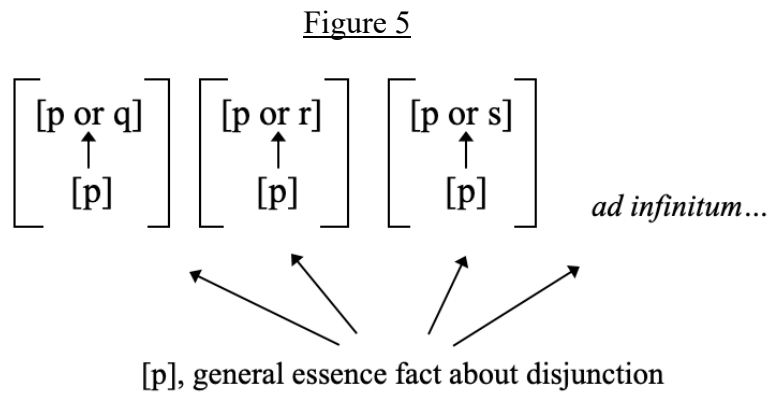 Figure 5
[p or q] [p or r] [p or s]
[p] [p] [p]
ad infinitum...
[p], general essence fact about disjunction